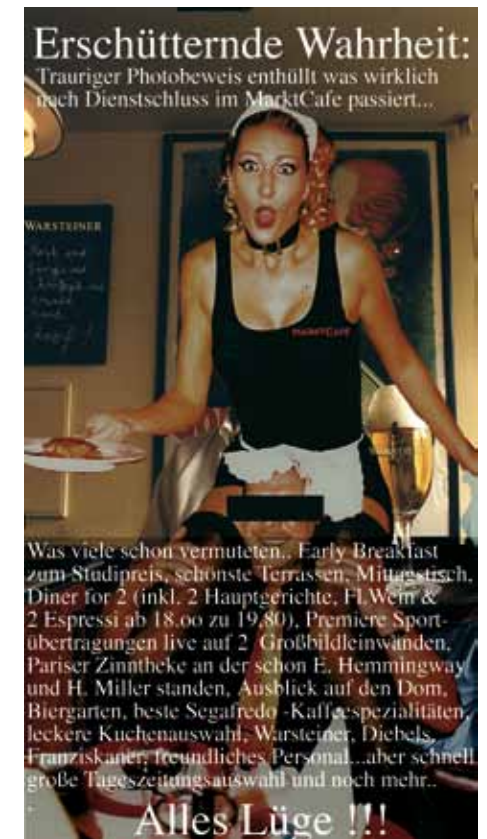 Erschütternde Wahrheit:
Trauriger Photobeweis enthüllt was wirklich
nach Dienstschluss im MarktCafe passiert...
WARSTEINER
MarktCafe
Was viele schon vermuteten.. Early Breakfast
zum Studipreis, schönste Terrassen, Mittagstisch,
Diner for 2 (inkl. 2 Hauptgerichte, Fl.Wein &
2 Espressi ab 18.oo zu 19.80), Premiere Sport-
übertragungen live auf 2 Großbildleinwänden,
Pariser Zinntheke an der schon E. Hemmingway
und H. Miller standen, Ausblick auf den Dom,
Biergarten, beste Segafredo -Kaffeespezialitäten,
leckere Kuchenauswahl, Warsteiner, Diebels,
Franziskaner, freundliches Personal...aber schnell
große Tageszeitungsauswahl und noch mehr..
Alles Lüge !!!